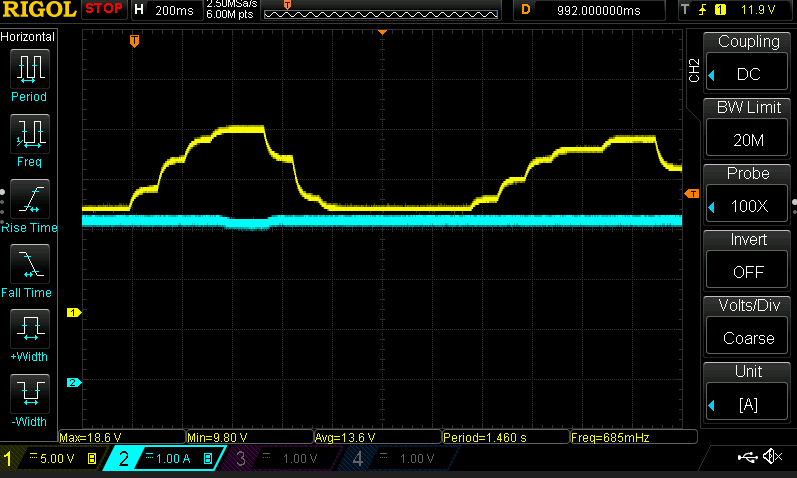 RIGOL STOP H 200ms 2.50MSa/s 6.00M pts T D 992.000000ms T 1 11.9 V
Horizontal
Period
Freq
Rise Time
Fall Time
+Width
-Width
T
T
1
2
CH2
Coupling
DC
BW Limit
20M
Probe
100X
Invert
OFF
Volts/Div
Coarse
Unit
[A]
Max=18.6 V Min=9.80 V Avg=13.6 V Period=1.460 s Freq=685mHz
1 5.00 V B 2 1.00 A B 3 1.00 V 4 1.00 V